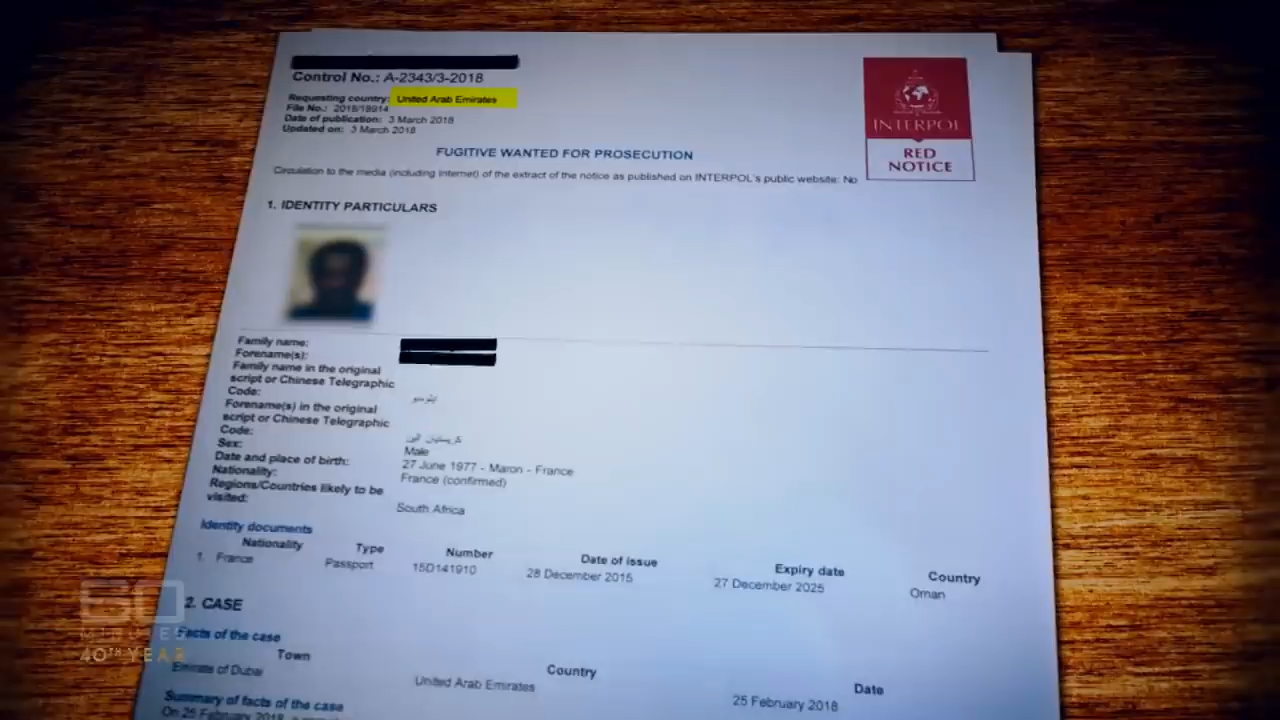 Control No.: A-2343/3-2018
Requesting country: United Arab Emirates
File No.: 2018/18914
Date of publication: 3 March 2018
Updated on: 3 March 2018
INTERPOL
RED
NOTICE
FUGITIVE WANTED FOR PROSECUTION
Circulation to the media (including Internet) of the extract of the notice as published on INTERPOL's public website: No
1. IDENTITY PARTICULARS
Family name:
Forename(s):
Family name in the original
script or Chinese Telegraphic
Code:
Forename(s) in the original
script or Chinese Telegraphic
Code:
Sex: Male
Date and place of birth: 27 June 1977 - Maron - France
Nationality: France (confirmed)
Regions/Countries likely to be
visited: South Africa
Identity documents
Nationality Type Number Date of issue Expiry date Country
1. France Passport 15D141910 28 December 2015 27 December 2025 Oman
2. CASE
Facts of the case
Town Country Date
Emirate of Dubai United Arab Emirates 25 February 2018
Summary of facts of the case
On 25 February 2018,
60
MINUTES
40TH YEAR